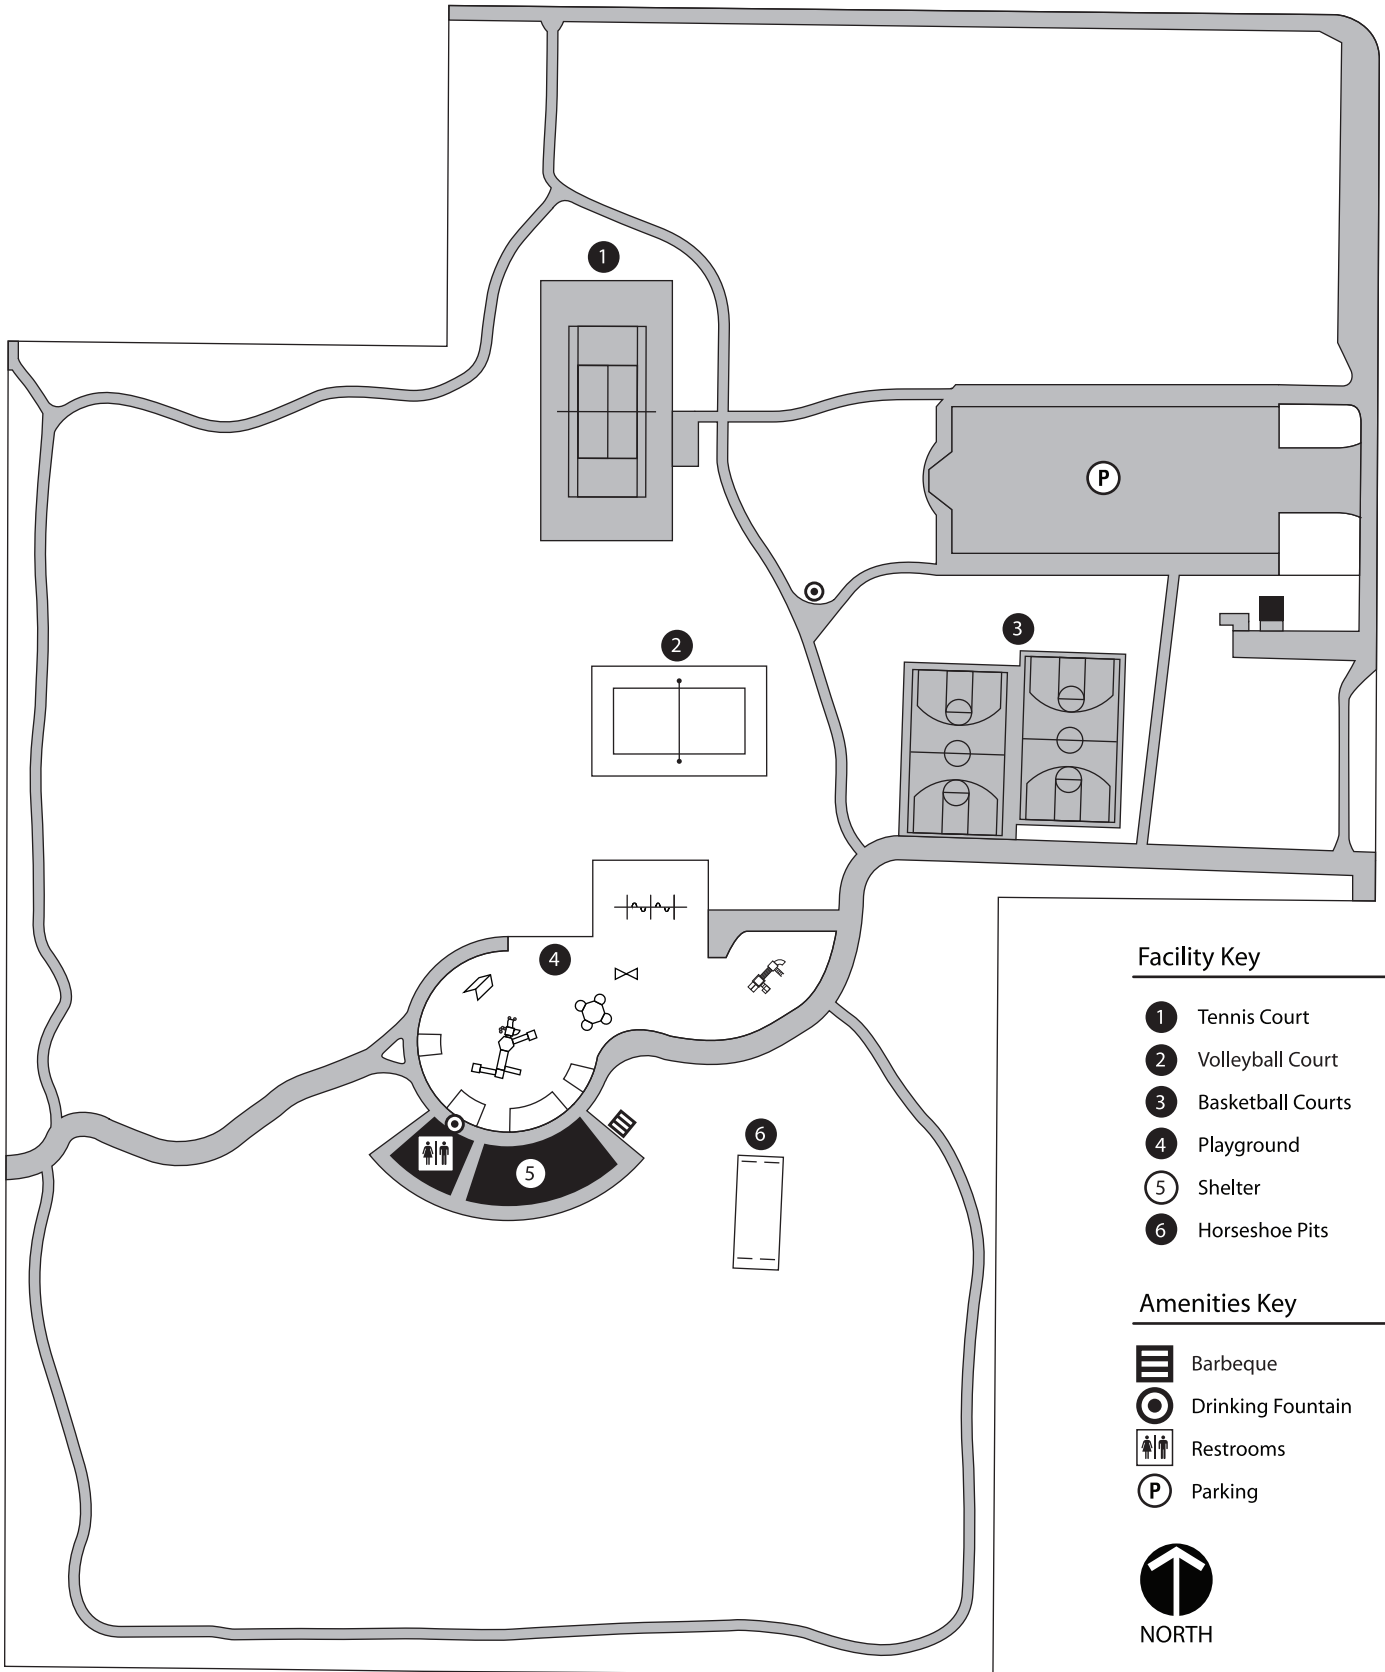 1
P
2
3
4
5
6
Facility Key
1 Tennis Court
2 Volleyball Court
3 Basketball Courts
4 Playground
5 Shelter
6 Horseshoe Pits
Amenities Key
Barbeque
Drinking Fountain
Restrooms
P Parking
NORTH